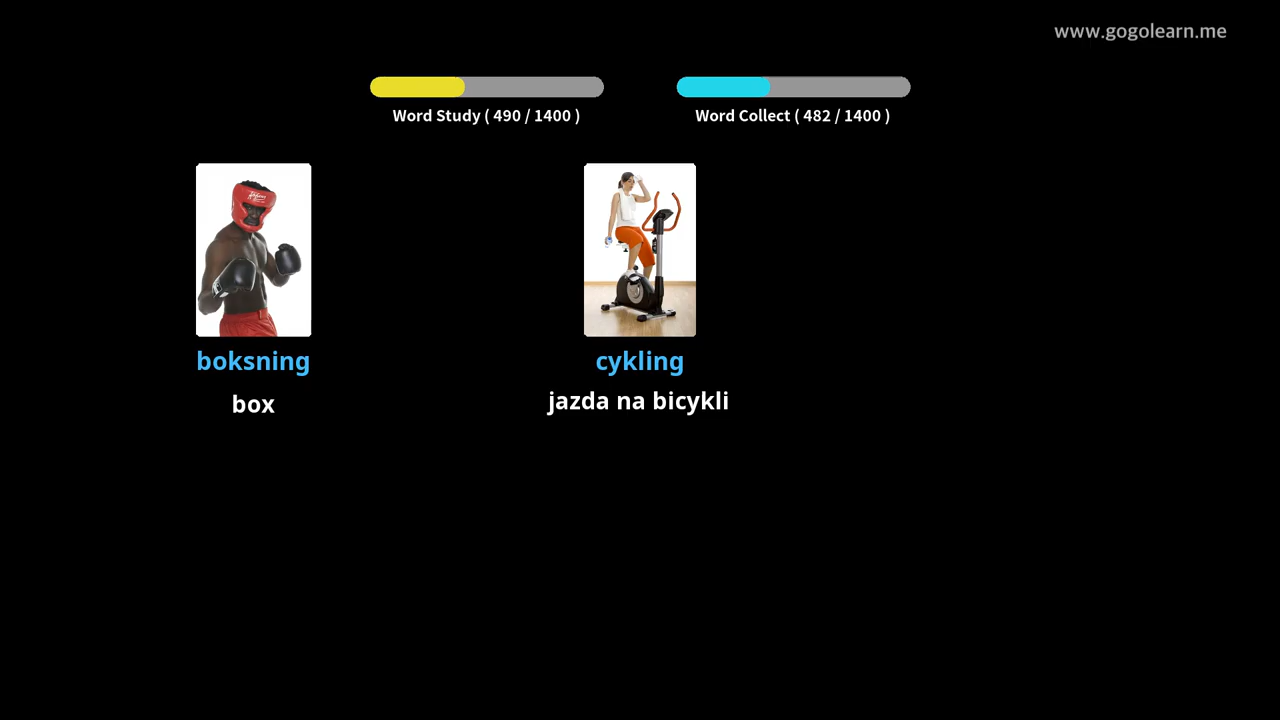 www.gogolearn.me
Word Study ( 490 / 1400 )
Word Collect ( 482 / 1400 )
boksning
cykling
box
jazda na bicykli